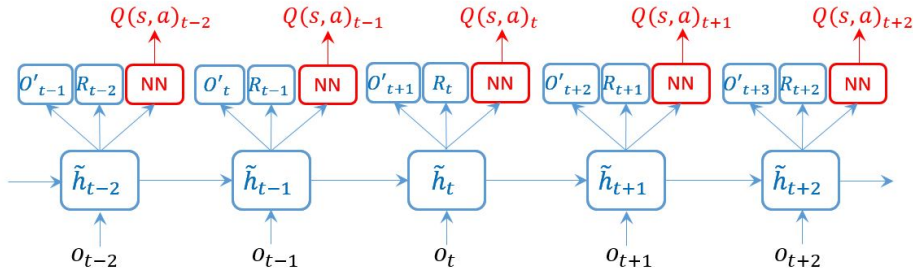 Q(s,a)_{t-2} Q(s,a)_{t-1} Q(s,a)_t Q(s,a)_{t+1} Q(s,a)_{t+2}
O'_{t-1} R_{t-2} NN O'_t R_{t-1} NN O'_{t+1} R_t NN O'_{t+2} R_{t+1} NN O'_{t+3} R_{t+2} NN
h̃_{t-2} h̃_{t-1} h̃_t h̃_{t+1} h̃_{t+2}
o_{t-2} o_{t-1} o_t o_{t+1} o_{t+2}